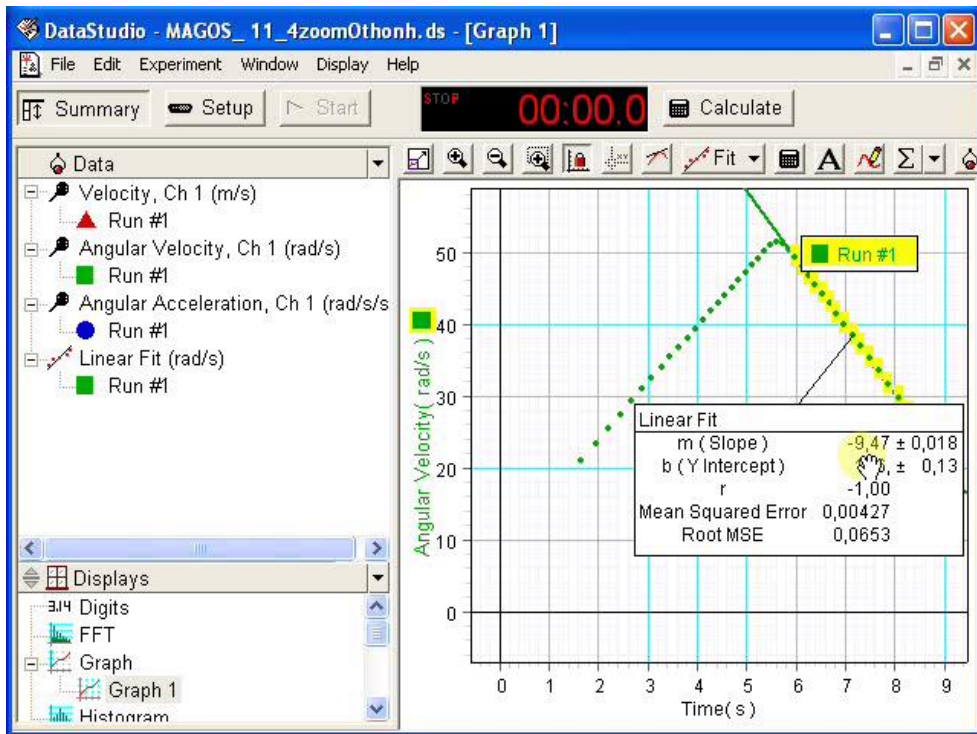 DataStudio - MAGOS_ 11_4zoomOthonh.ds - [Graph 1]
File Edit Experiment Window Display Help
Summary Setup Start STOP 00:00.0 Calculate
Data
Fit A Σ
Velocity, Ch 1 (m/s)
Run #1
Angular Velocity, Ch 1 (rad/s)
Run #1
Angular Acceleration, Ch 1 (rad/s/s
Run #1
Linear Fit (rad/s)
Run #1
Displays
3.14 Digits
FFT
Graph
Graph 1
Histogram
Run #1
Angular Velocity( rad/s )
50
40
30
20
10
0
Linear Fit
m ( Slope ) -9,47 ± 0,018
b ( Y Intercept ) ± 0,13
r -1,00
Mean Squared Error 0,00427
Root MSE 0,0653
0 1 2 3 4 5 6 7 8 9
Time( s )